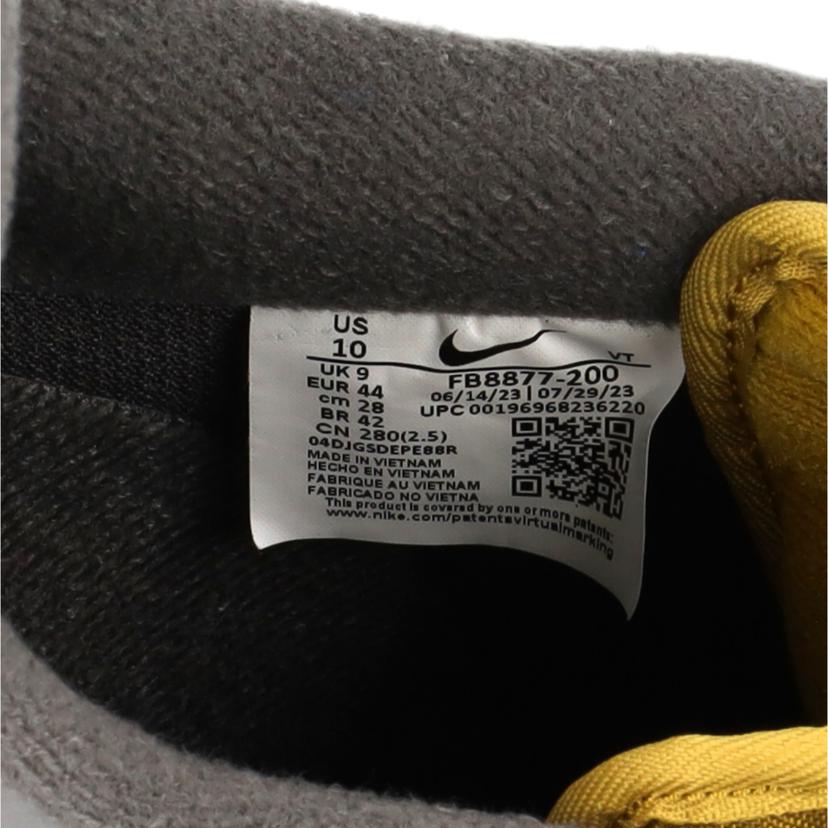 US
10
VT
UK 9
EUR 44
cm 28
BR 42
CN 280(2.5)
04DJGSDEPE88R
MADE IN VIETNAM
HECHO EN VIETNAM
FABRIQUE AU VIETNAM
FABRICADO NO VIETNA
FB8877-200
06/14/23 | 07/29/23
UPC 00196968236220
This product is covered by one or more patents:
www.nike.com/patentsvirtualmarking